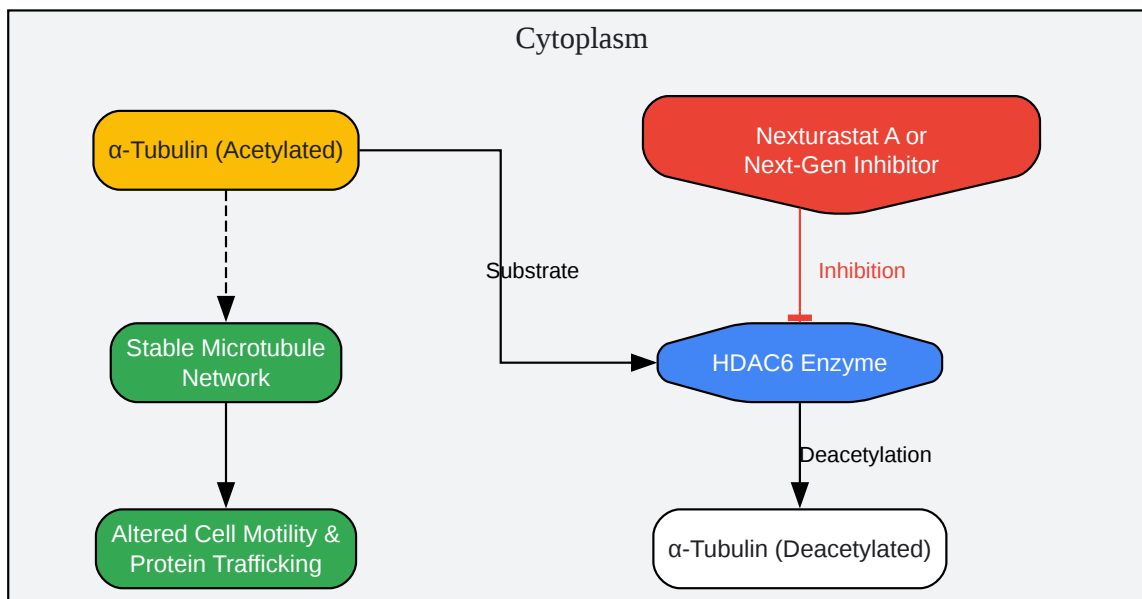 Cytoplasm
α-Tubulin (Acetylated)
Nexturastat A or
Next-Gen Inhibitor
Substrate
Inhibition
Stable Microtubule
Network
HDAC6 Enzyme
Deacetylation
Altered Cell Motility &
Protein Trafficking
α-Tubulin (Deacetylated)